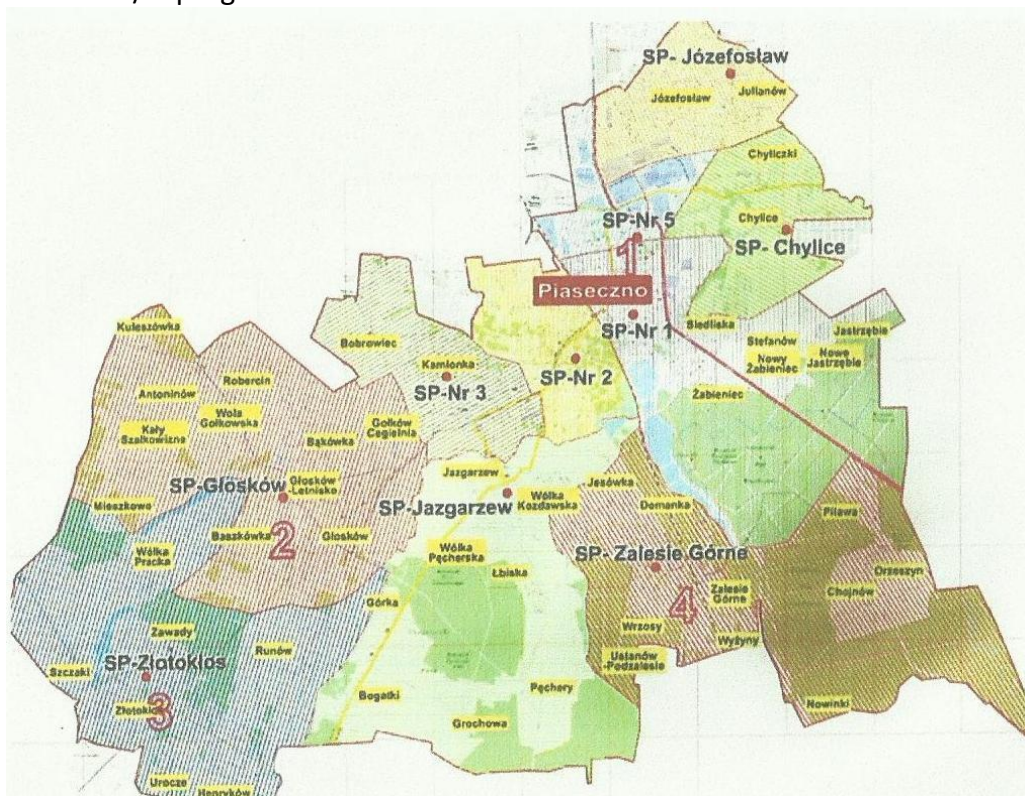 SP- Józefosław
Józefosław
Julianów
Chyliczki
Chylice
SP- Chylice
SP-Nr 5
1
Piaseczno
SP-Nr 1
Siedliska
Stefanów
Jastrzębie
Nowy
Żabieniec
Nowe
Jastrzębie
Żabieniec
Kuleszówka
Bobrowiec
Kamionka
SP-Nr 3
SP-Nr 2
Robercin
Antoninów
Wola
Gołkowska
Kały
Szałkowizna
Gołków
Cegielnia
Bąkówka
Jazgarzew
SP-Głosków
Głosków
Letnisko
SP-Jazgarzew
Wólka
Kozdawska
Jesówka
Domanka
Pilawa
Mieszkowo
Baszkówka
2
Głosków
Wólka
Pracka
Wólka
Pęcherska
Łbiska
SP- Zalesie Górne
Orzeszyn
Chojnów
Zalesie
Górne
4
Górka
Wrzosy
Wyżyny
Zawady
Runów
Szczaki
SP-Złotokłos
Ustanów
-Podzalesie
Pęchery
Bogatki
Nowinki
3
Grochowa
Urocze
Henryków